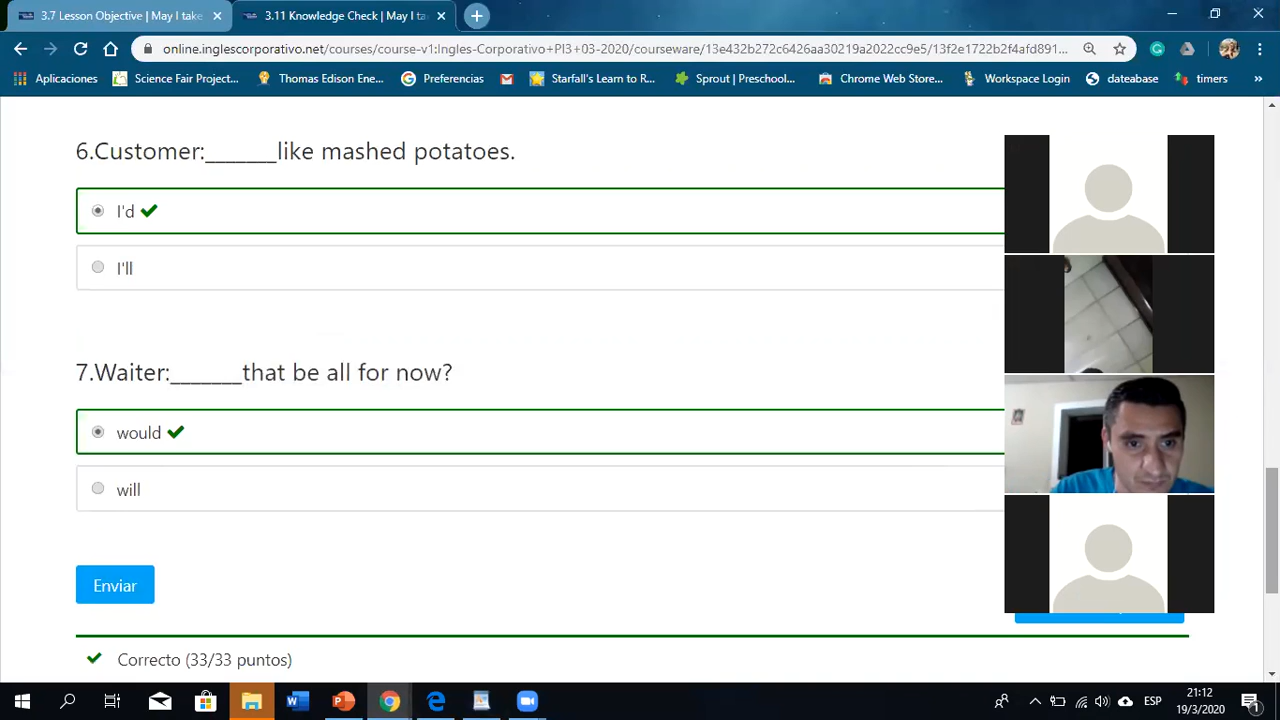 3.7 Lesson Objective | May I take
3.11 Knowledge Check | May I ta
online.inglescorporativo.net/courses/course-v1:Ingles-Corporativo+PI3+03-2020/courseware/13e432b272c6426aa30219a2022cc9e5/13f2e1722b2f4afd891...
Aplicaciones
Science Fair Project...
Thomas Edison Ene...
Preferencias
Starfall's Learn to R...
Sprout | Preschool...
Chrome Web Store...
Workspace Login
dateabase
timers
»
6.Customer:_______like mashed potatoes.
I'd
I'll
7.Waiter:_______that be all for now?
would
will
Enviar
Correcto (33/33 puntos)
ESP
21:12
19/3/2020